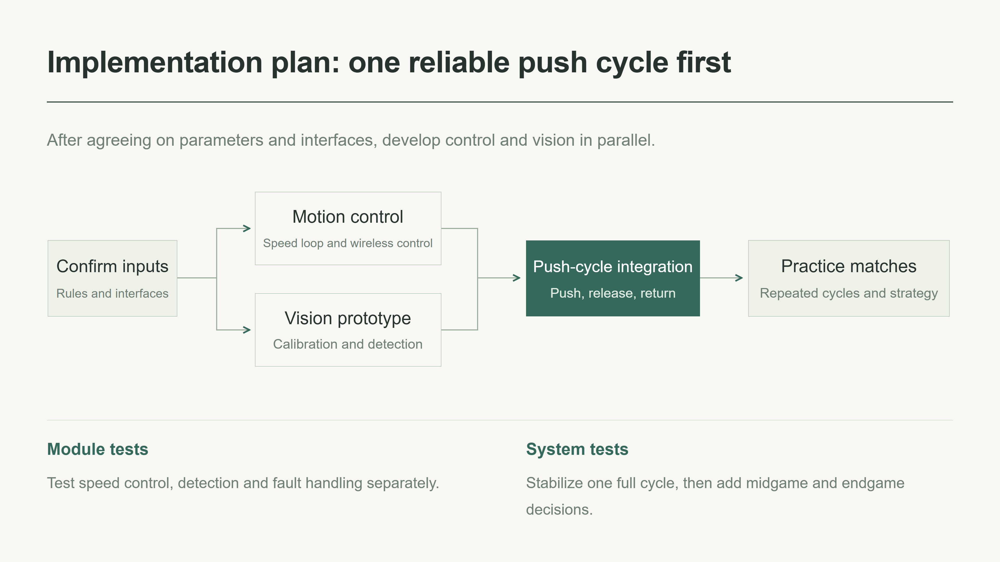 Implementation plan: one reliable push cycle first
After agreeing on parameters and interfaces, develop control and vision in parallel.
Confirm inputs
Rules and interfaces
Motion control
Speed loop and wireless control
Vision prototype
Calibration and detection
Push-cycle integration
Push, release, return
Practice matches
Repeated cycles and strategy
Module tests
Test speed control, detection and fault handling separately.
System tests
Stabilize one full cycle, then add midgame and endgame
decisions.